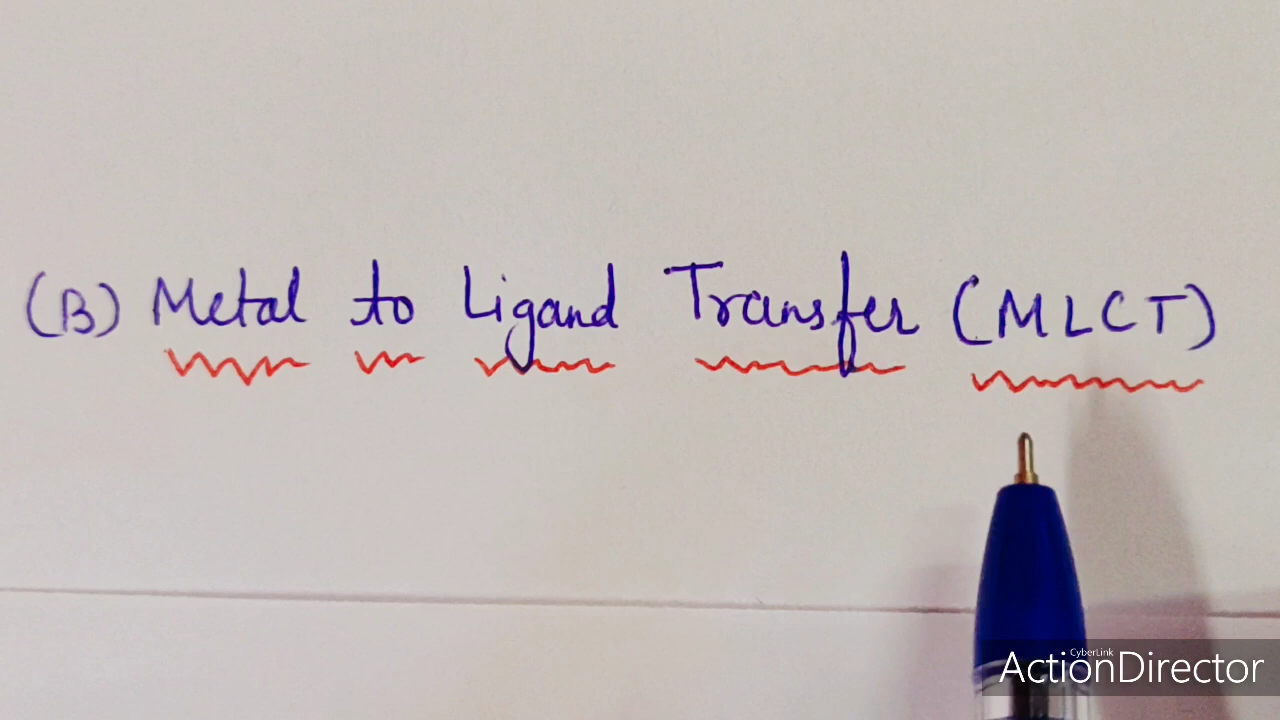 (B) Metal to Ligand Transfer (MLCT)
CyberLink
ActionDirector